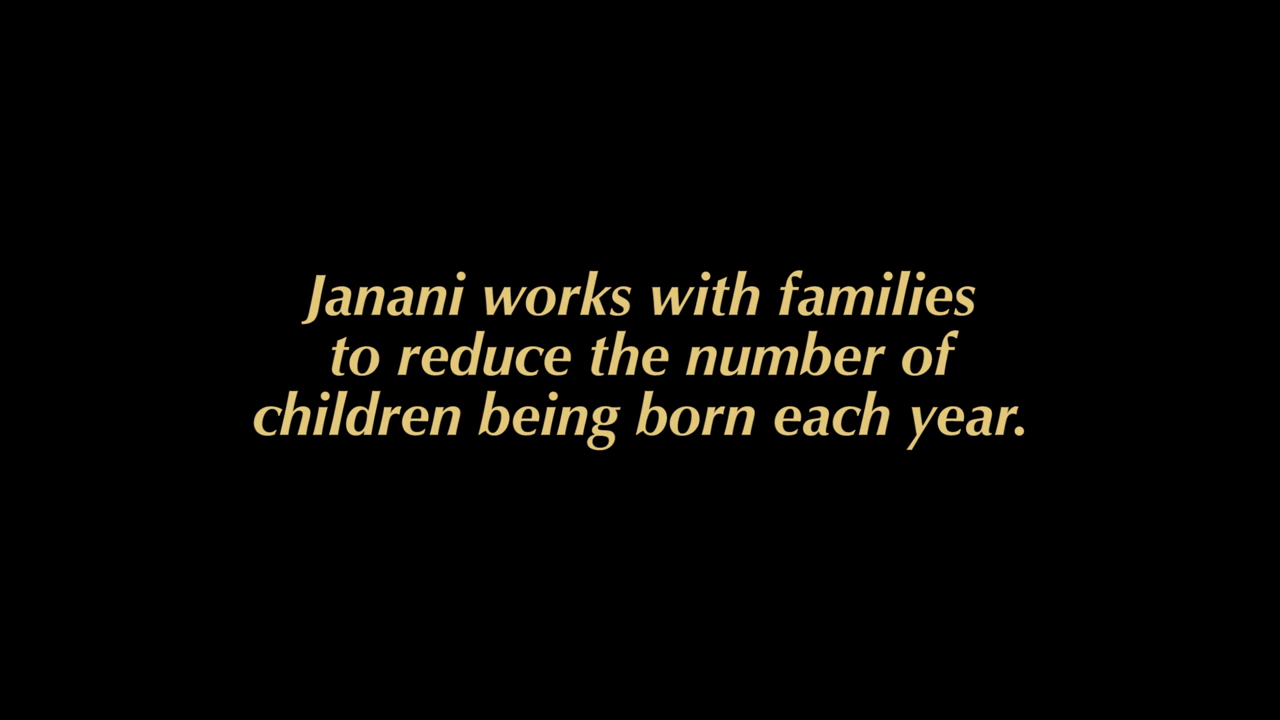 Janani works with families
to reduce the number of
children being born each year.